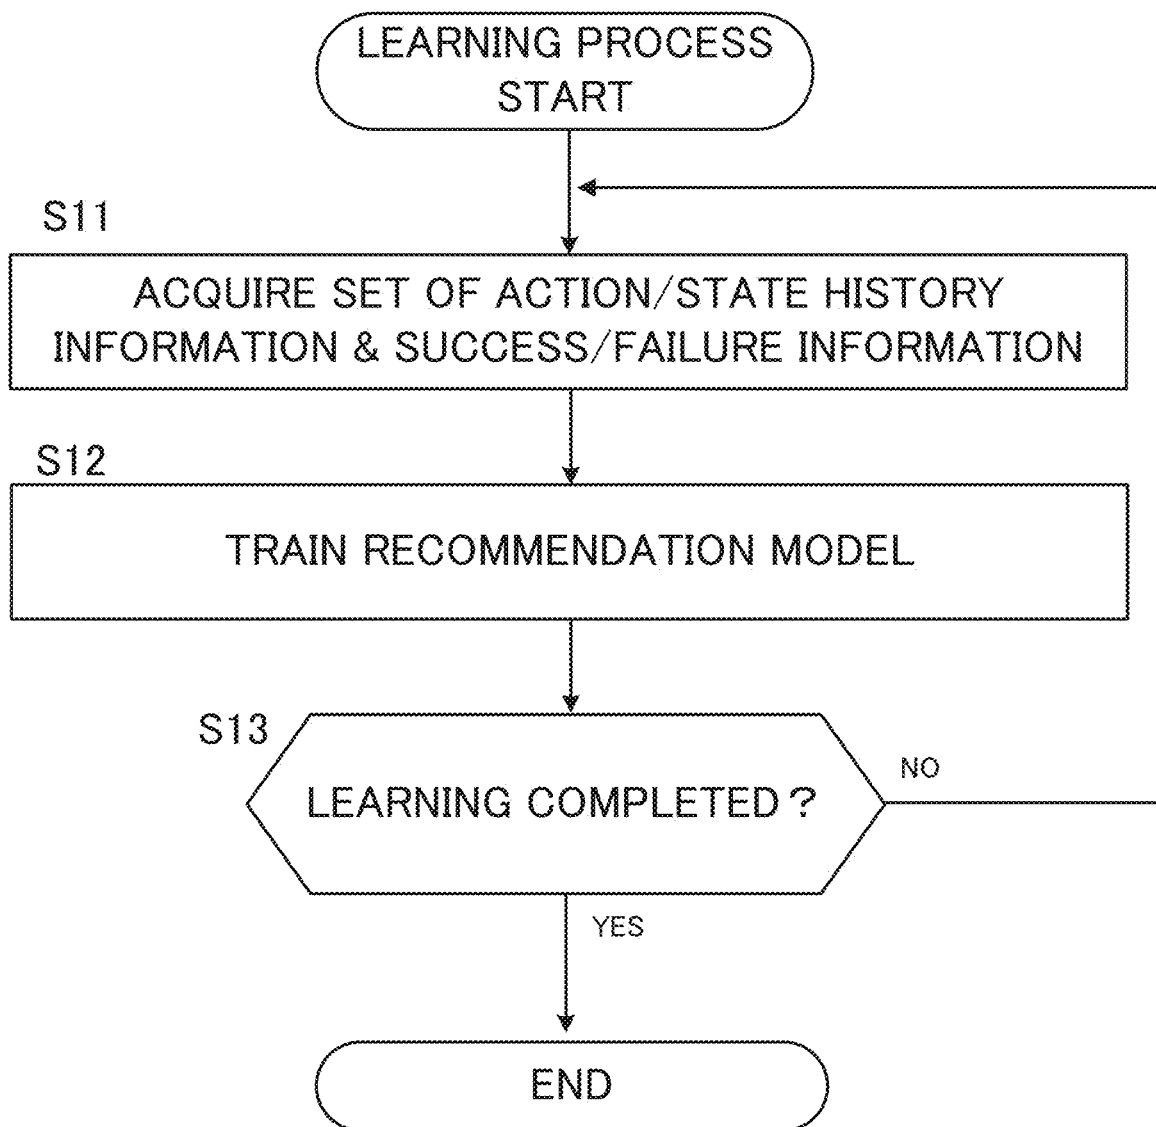 LEARNING PROCESS
START
S11
ACQUIRE SET OF ACTION/STATE HISTORY
INFORMATION & SUCCESS/FAILURE INFORMATION
S12
TRAIN RECOMMENDATION MODEL
S13
LEARNING COMPLETED?
NO
YES
END